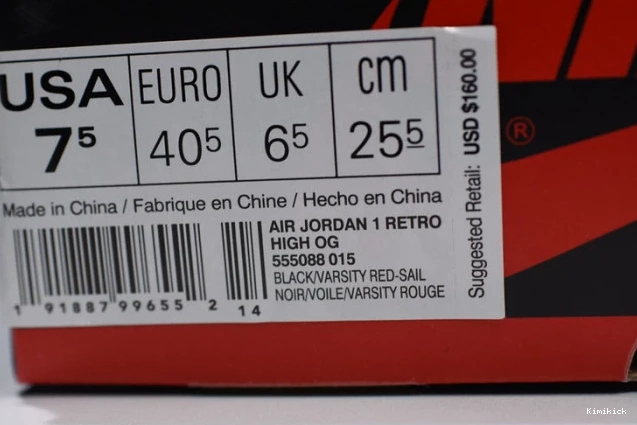 USA EURO UK cm
7⁵ 40⁵ 6⁵ 25⁵
Made in China / Fabrique en Chine / Hecho en China
AIR JORDAN 1 RETRO
HIGH OG
555088 015
BLACK/VARSITY RED-SAIL
NOIR/VOILE/VARSITY ROUGE
1 91887 99655 2 14
Suggested Retail: USD $160.00
®
Kimikick